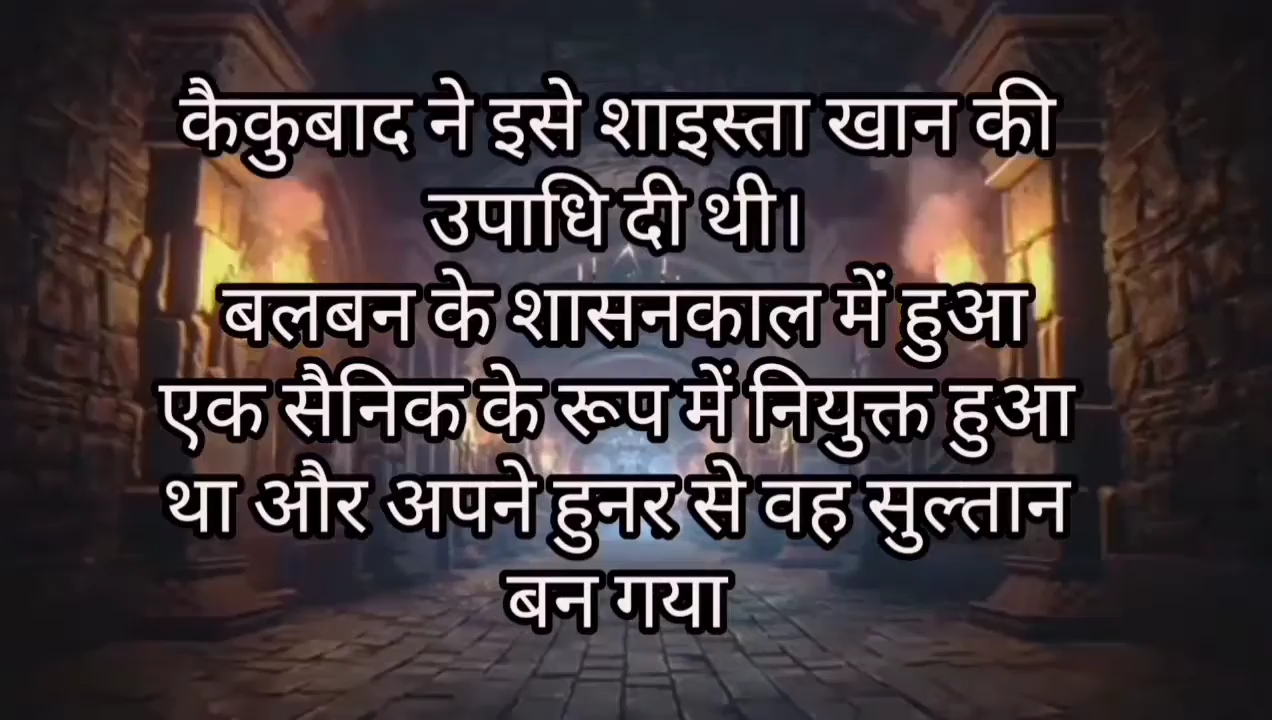 कैकुबाद ने इसे शाइस्ता खान की
उपाधि दी थी।
बलबन के शासनकाल में हुआ
एक सैनिक के रूप में नियुक्त हुआ
था और अपने हुनर से वह सुल्तान
बन गया